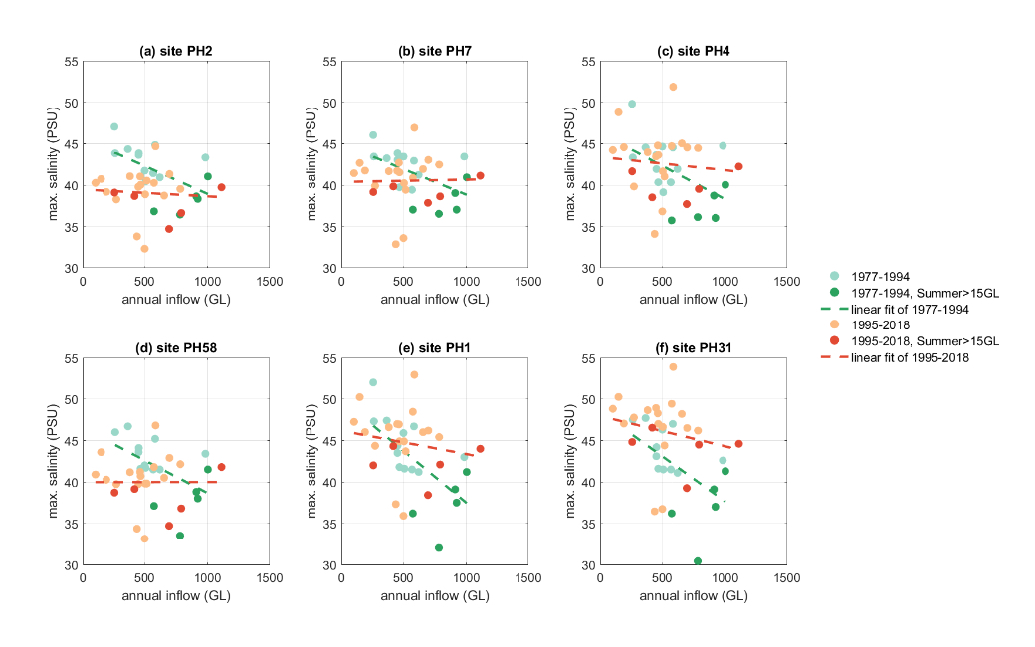 (a) site PH2
55
50
45
40
35
30
max. salinity (PSU)
0 500 1000 1500
annual inflow (GL)
(b) site PH7
55
50
45
40
35
30
max. salinity (PSU)
0 500 1000 1500
annual inflow (GL)
(c) site PH4
55
50
45
40
35
30
max. salinity (PSU)
0 500 1000 1500
annual inflow (GL)
(d) site PH58
55
50
45
40
35
30
max. salinity (PSU)
0 500 1000 1500
annual inflow (GL)
(e) site PH1
55
50
45
40
35
30
max. salinity (PSU)
0 500 1000 1500
annual inflow (GL)
(f) site PH31
55
50
45
40
35
30
max. salinity (PSU)
0 500 1000 1500
annual inflow (GL)
1977-1994
1977-1994, Summer>15GL
linear fit of 1977-1994
1995-2018
1995-2018, Summer>15GL
linear fit of 1995-2018